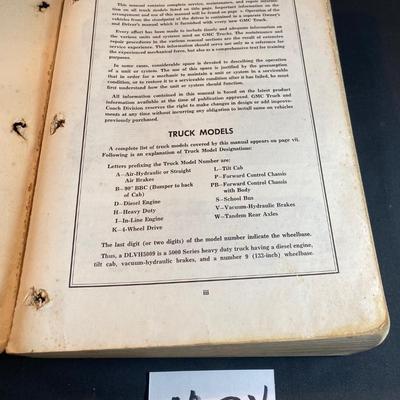 This manual contains complete service, maintenance, and repair information
on all truck models listed on this page. Important information on the
arrangement and use of this manual will be found on page
vehicles from the standpoint of the driver is contained in a separate Owner's
and Driver's manual which is furnished with every new GMC Truck.
Every effort has been made to include timely and adequate information on
the various units and systems used on GMC Trucks. The maintenance and
repair procedures in the various manual sections are the result of extensive
service experience. This information should serve not only as a reference for
the experienced mechanical force, but also as a comprehensive text for training
purposes.
In some cases, considerable space is devoted to describing the operation
of a unit or system. The use of this space is justified by the presumption
that in order for a mechanic to maintain a unit or system in a serviceable
condition, or to restore it to a serviceable condition after it has failed, he must
first understand how the unit or system should function.
All information contained in this manual is based on the latest product
information available at the time of publication approval. GMC Truck and
Coach Division reserves the right to make changes in design or add improve-
ments at any time without incurring any obligation to install same on vehicles
previously purchased.
TRUCK MODELS
A complete list of truck models covered by this manual appears on page vii.
Following is an explanation of Truck Model Designations:
Letters prefixing the Truck Model Number are:
A—Air-Hydraulic or Straight
Air Brakes
B—90" BBC (Bumper to back
of Cab)
D—Diesel Engine
H—Heavy Duty
I—In-Line Engine
K—4-Wheel Drive
L—Tilt Cab
P—Forward Control Chassis
PB—Forward Control Chassis
with Body
S—School Bus
V—Vacuum-Hydraulic Brakes
W—Tandem Rear Axles
The last digit (or two digits) of the model number indicate the wheelbase.
Thus, a DLVH5009 is a 5000 Series heavy duty truck having a diesel engine,
tilt cab, vacuum-hydraulic brakes, and a number 9 (133-inch) wheelbase.
iii